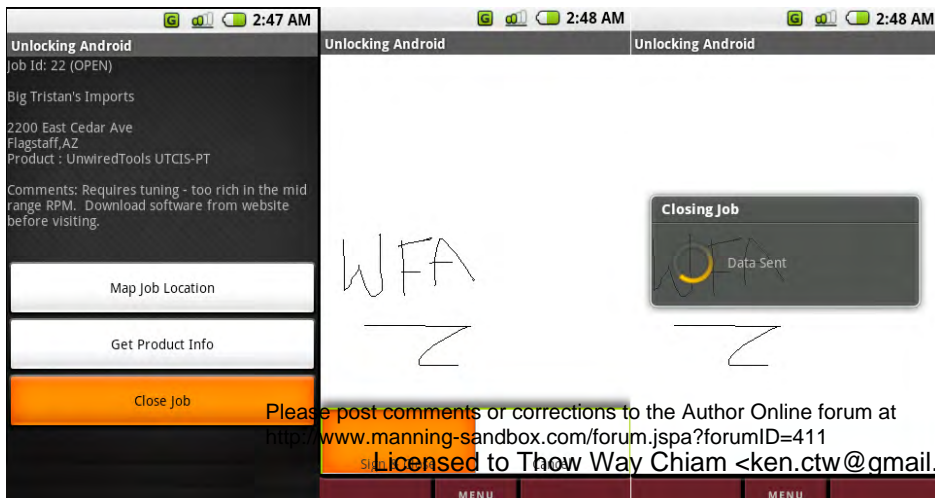 2:47 AM
Unlocking Android
Job Id: 22 (OPEN)
Big Tristan's Imports
2200 East Cedar Ave
Flagstaff,AZ
Product : UnwiredTools UTCIS-PT
Comments: Requires tuning - too rich in the mid
range RPM. Download software from website
before visiting.
Map Job Location
Get Product Info
Close Job
2:48 AM
Unlocking Android
WFA
Z
Sign & Close
Cancel
MENU
2:48 AM
Unlocking Android
Closing Job
Data Sent
WFA
Z
MENU
Please post comments or corrections to the Author Online forum at
http://www.manning-sandbox.com/forum.jspa?forumID=411
Licensed to Thow Way Chiam <ken.ctw@gmail.